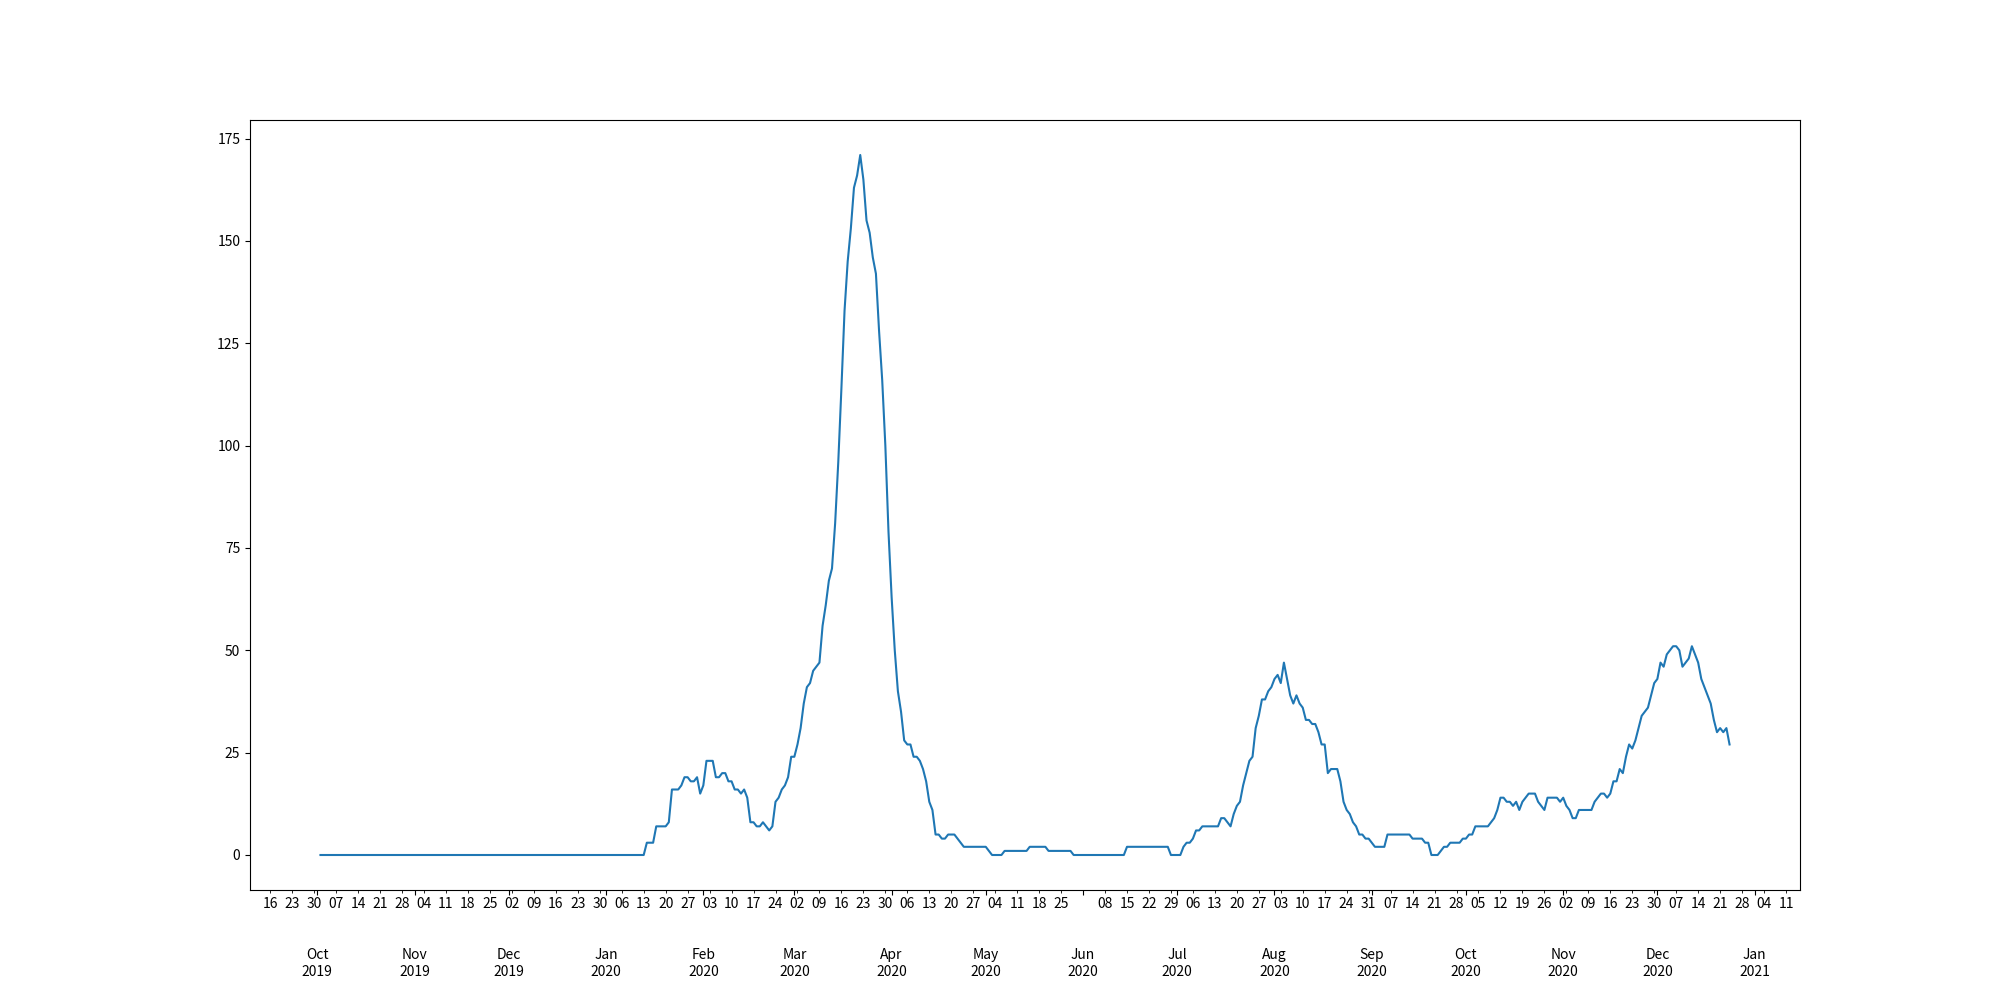 175
150
125
100
75
50
25
0
16 23 30 07 14 21 28 04 11 18 25 02 09 16 23 30 06 13 20 27 03 10 17 24 02 09 16 23 30 06 13 20 27 04 11 18 25 08 15 22 29 06 13 20 27 03 10 17 24 31 07 14 21 28 05 12 19 26 02 09 16 23 30 07 14 21 28 04 11
Oct Nov Dec Jan Feb Mar Apr May Jun Jul Aug Sep Oct Nov Dec Jan
2019 2019 2019 2020 2020 2020 2020 2020 2020 2020 2020 2020 2020 2020 2020 2021